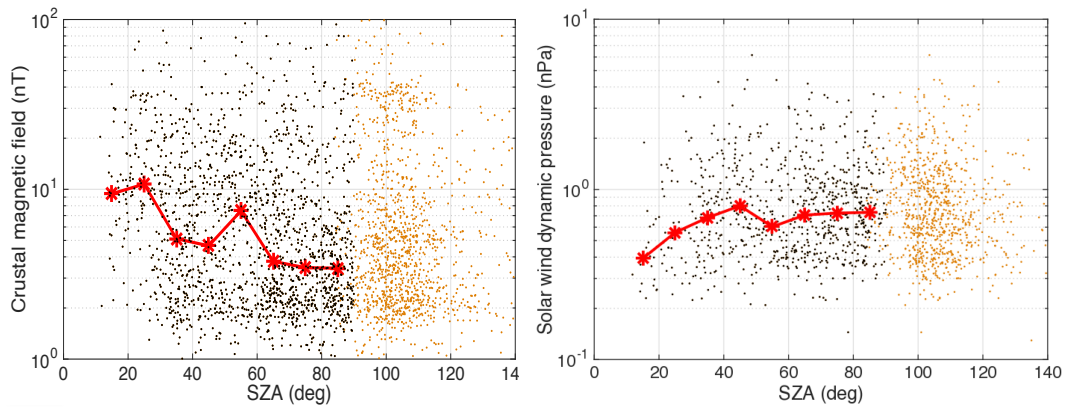 Crustal magnetic field (nT)
10^2
10^1
10^0
0 20 40 60 80 100 120 14
SZA (deg)
Solar wind dynamic pressure (nPa)
10^1
10^0
10^-1
0 20 40 60 80 100 120 140
SZA (deg)